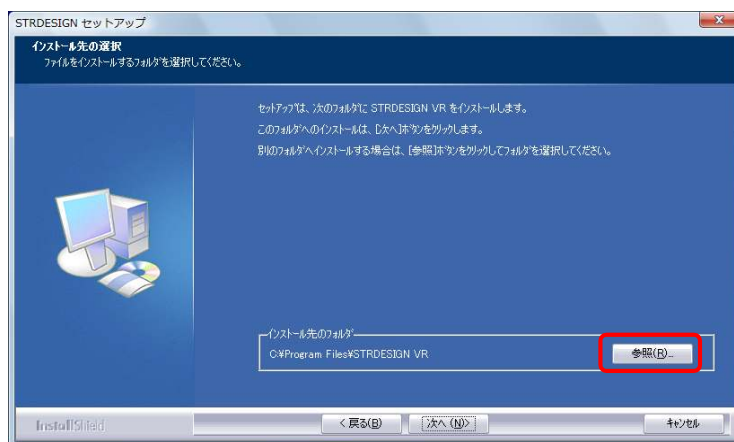 STRDESIGN セットアップ
インストール先の選択
ファイルをインストールするフォルダを選択してください。
セットアップは、次のフォルダに STRDESIGN VR をインストールします。
このフォルダへのインストールは、[次へ]ボタンをクリックします。
別のフォルダへインストールする場合は、[参照]ボタンをクリックしてフォルダを選択してください。
インストール先のフォルダ
C:¥Program Files¥STRDESIGN VR
参照(R)...
InstallShield
< 戻る(B)
次へ (N)>
キャンセル